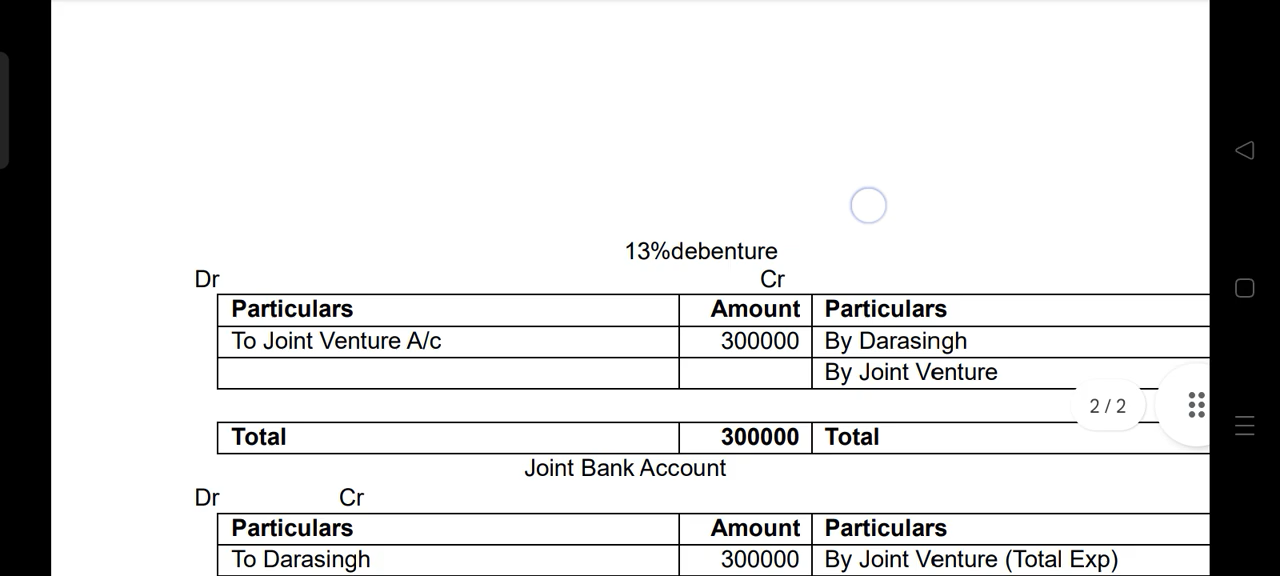 13%debenture
Dr Cr
Particulars Amount Particulars
To Joint Venture A/c 300000 By Darasingh
By Joint Venture
2 / 2
Total 300000 Total
Joint Bank Account
Dr Cr
Particulars Amount Particulars
To Darasingh 300000 By Joint Venture (Total Exp)